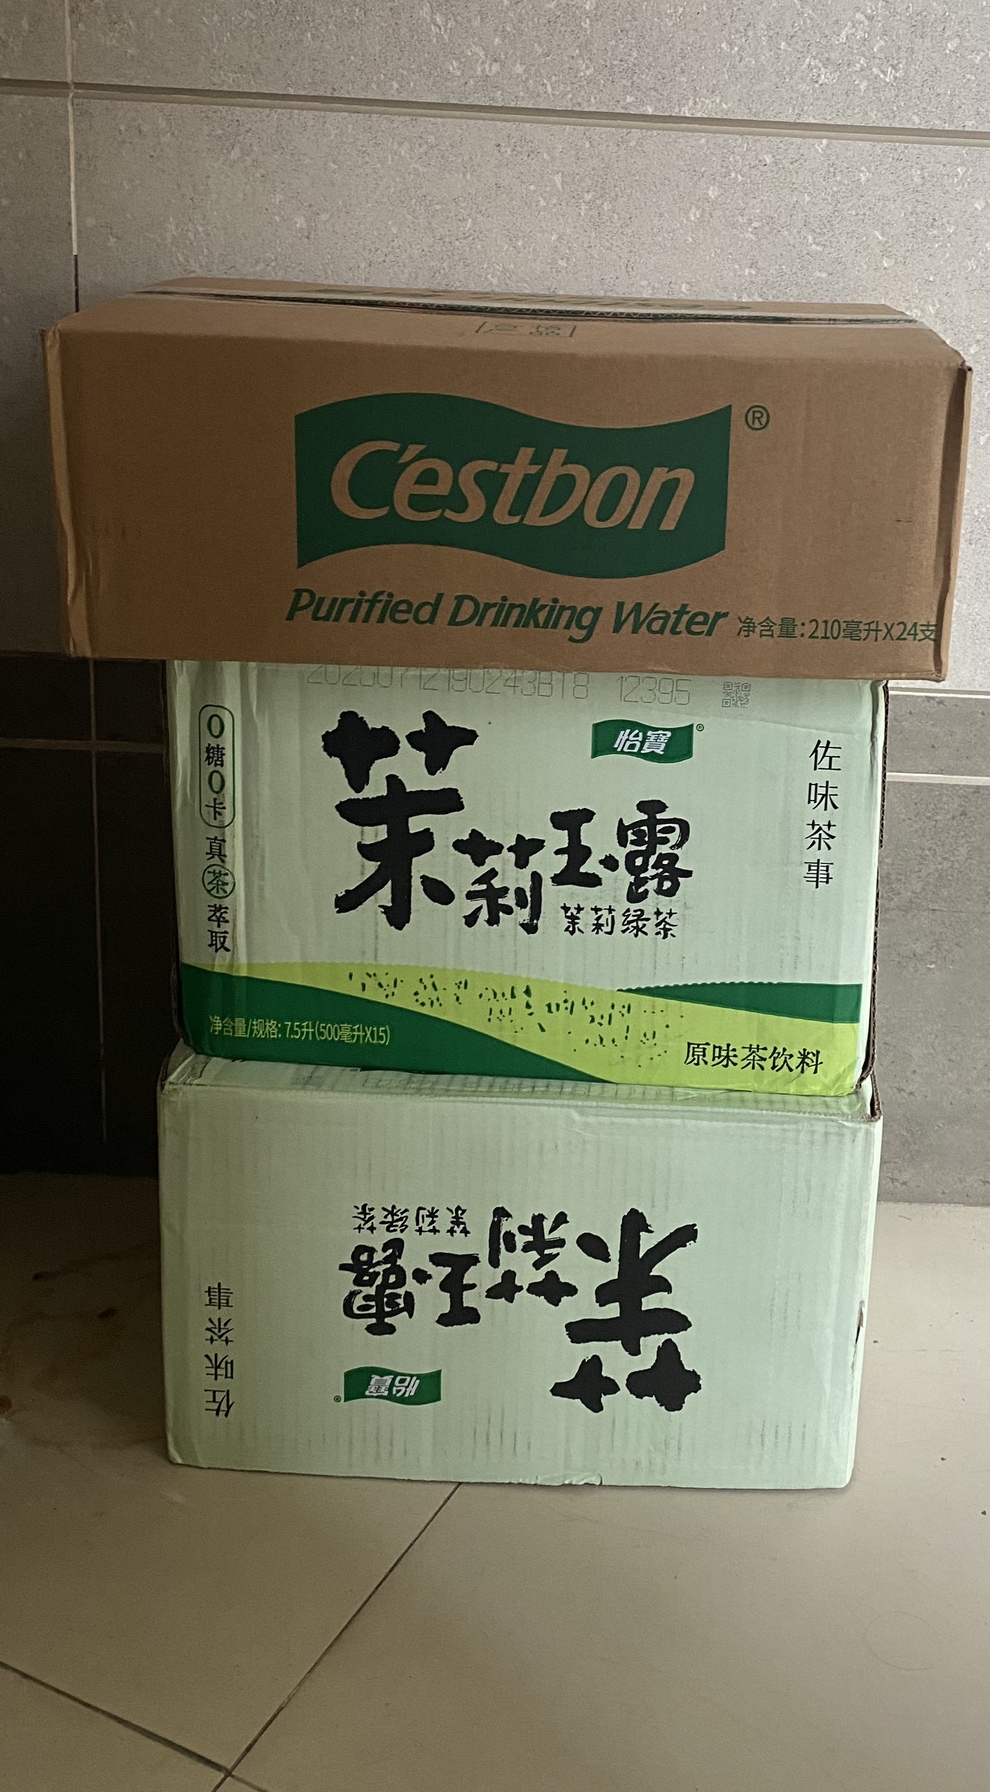 C'estbon®
Purified Drinking Water
净含量:210毫升X24支
20250712190243BT8 12395
0糖0卡
真茶萃取
怡寶®
茉莉玉露
茉莉绿茶
佐味茶事
净含量/规格: 7.5升(500毫升X15)
原味茶饮料
茉莉玉露
茉莉绿茶
怡寶®
佐味茶事